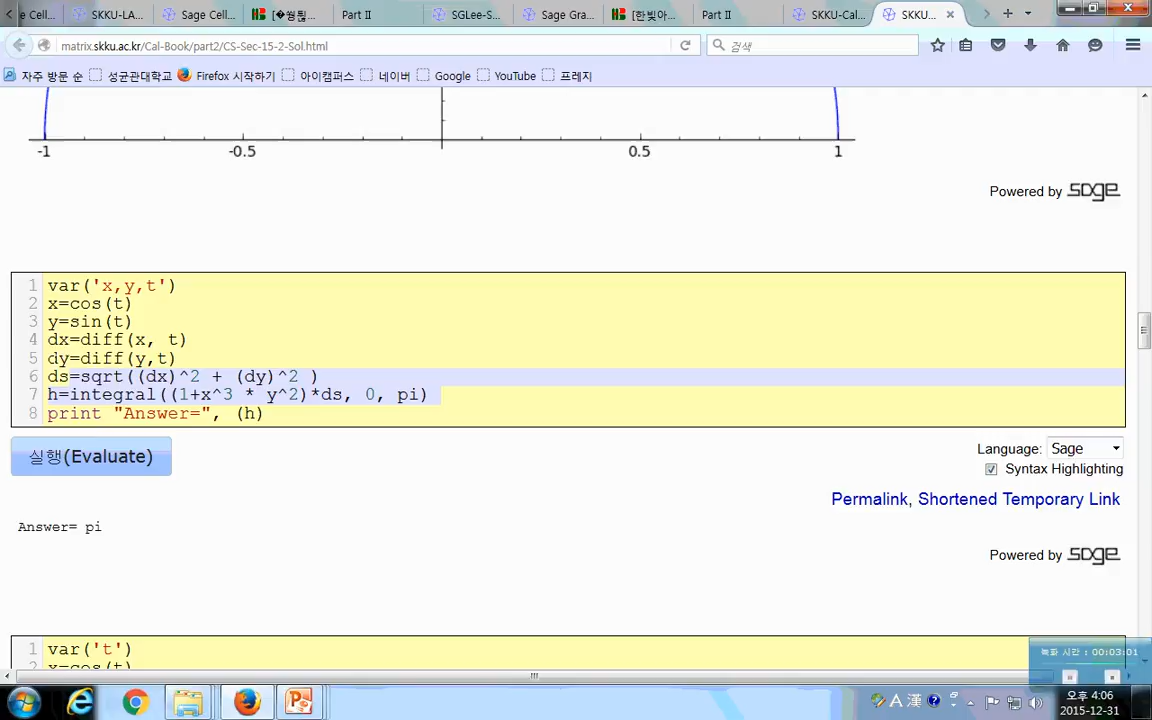 e Cell...
SKKU-LA...
Sage Cell...
Part II
SGLee-S...
Sage Gra...
[한빛아...
Part II
SKKU-Cal...
SKKU...
matrix.skku.ac.kr/Cal-Book/part2/CS-Sec-15-2-Sol.html
검색
자주 방문 순
성균관대학교
Firefox 시작하기
아이캠퍼스
네이버
Google
YouTube
프레지
-1
-0.5
0.5
1
Powered by sage
1 var('x,y,t')
2 x=cos(t)
3 y=sin(t)
4 dx=diff(x, t)
5 dy=diff(y,t)
6 ds=sqrt((dx)^2 + (dy)^2 )
7 h=integral((1+x^3 * y^2)*ds, 0, pi)
8 print "Answer=", (h)
실행(Evaluate)
Language: Sage
Syntax Highlighting
Permalink, Shortened Temporary Link
Answer= pi
Powered by sage
1 var('t')
2 x=cos(t)
녹화 시간 : 00:03:01
A 漢
오후 4:06
2015-12-31